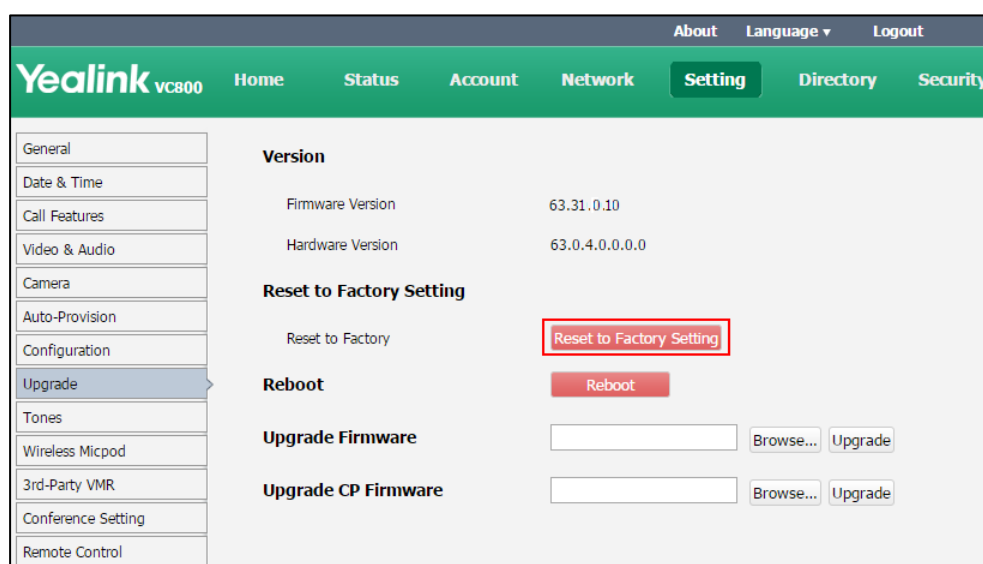 About Language ▾ Logout
Yealink VC800 Home Status Account Network Setting Directory Security
General
Date & Time
Call Features
Video & Audio
Camera
Auto-Provision
Configuration
Upgrade
Tones
Wireless Micpod
3rd-Party VMR
Conference Setting
Remote Control
Version
Firmware Version 63.31.0.10
Hardware Version 63.0.4.0.0.0.0
Reset to Factory Setting
Reset to Factory Reset to Factory Setting
Reboot Reboot
Upgrade Firmware Browse... Upgrade
Upgrade CP Firmware Browse... Upgrade